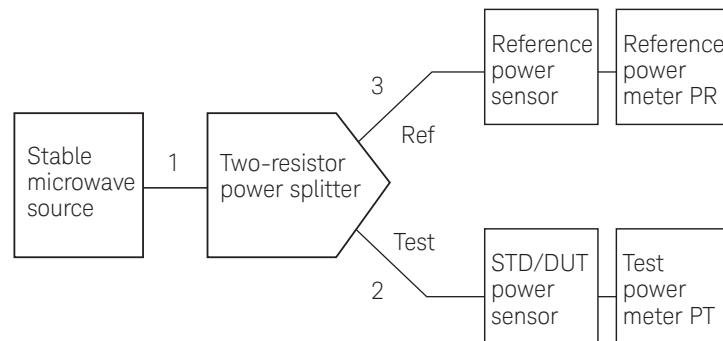 Reference
power
sensor
Reference
power
meter PR
3
Ref
Stable
microwave
source
1
Two-resistor
power splitter
Test
2
STD/DUT
power
sensor
Test
power
meter PT